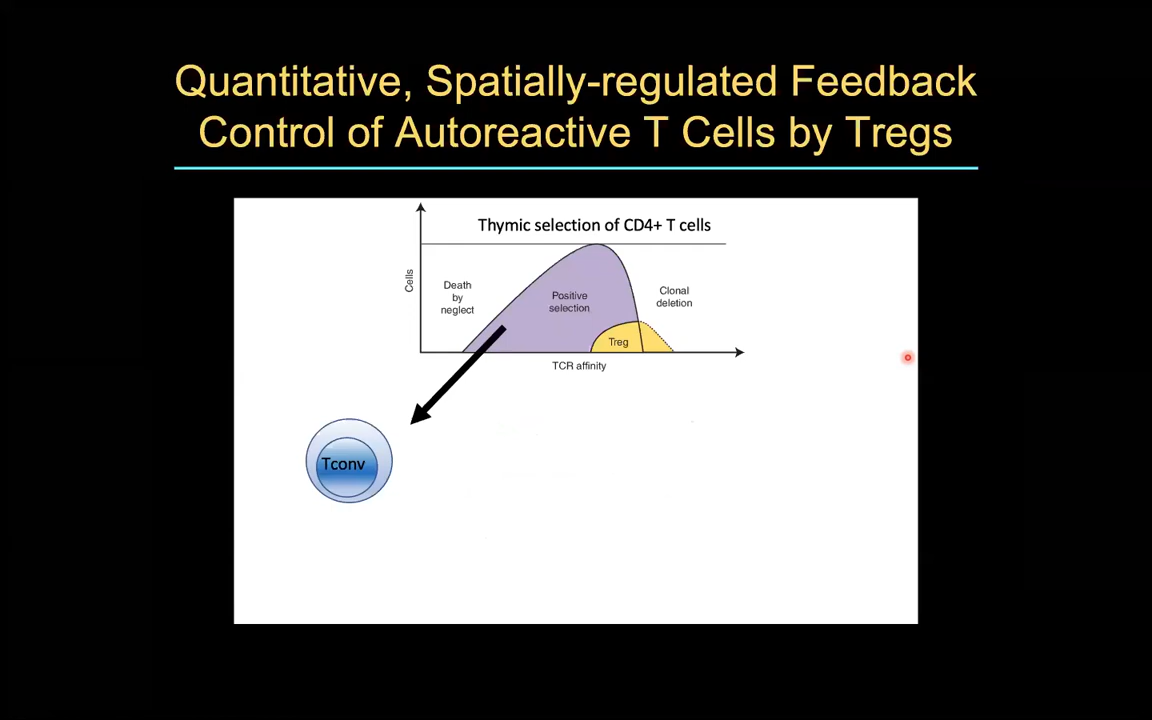 Quantitative, Spatially-regulated Feedback
Control of Autoreactive T Cells by Tregs
Thymic selection of CD4+ T cells
Cells
Death
by
neglect
Positive
selection
Clonal
deletion
Treg
TCR affinity
Tconv